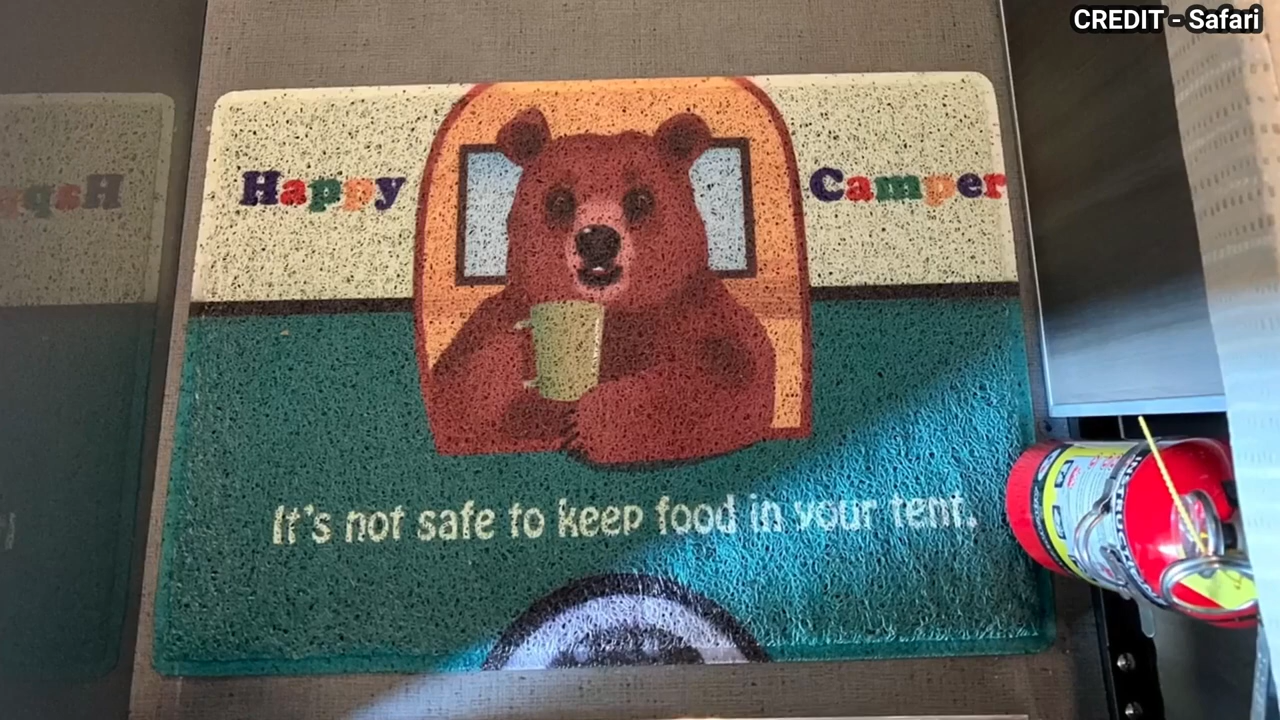 CREDIT - Safari
Happy Camper
It's not safe to keep food in your tent.